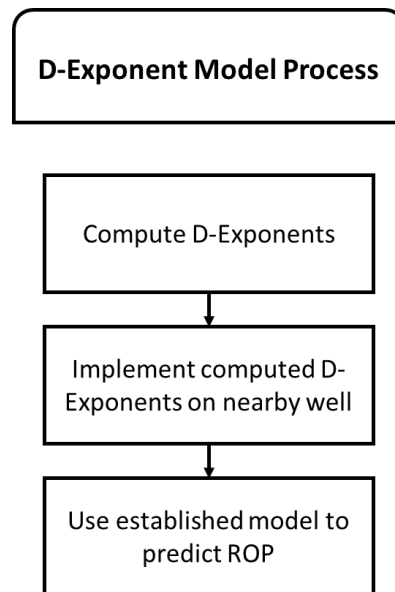 D-Exponent Model Process
Compute D-Exponents
Implement computed D-
Exponents on nearby well
Use established model to
predict ROP